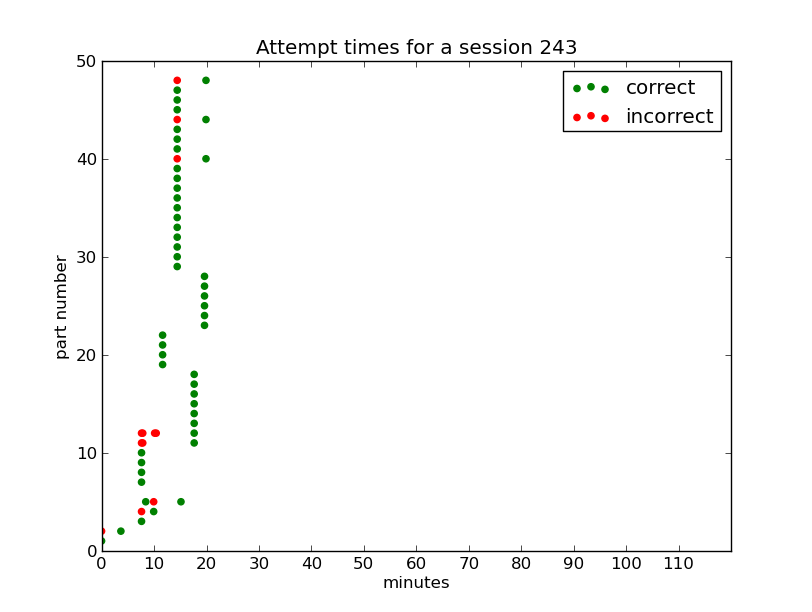 Attempt times for a session 243
50
correct
incorrect
40
30
part number
20
10
0
0 10 20 30 40 50 60 70 80 90 100 110
minutes